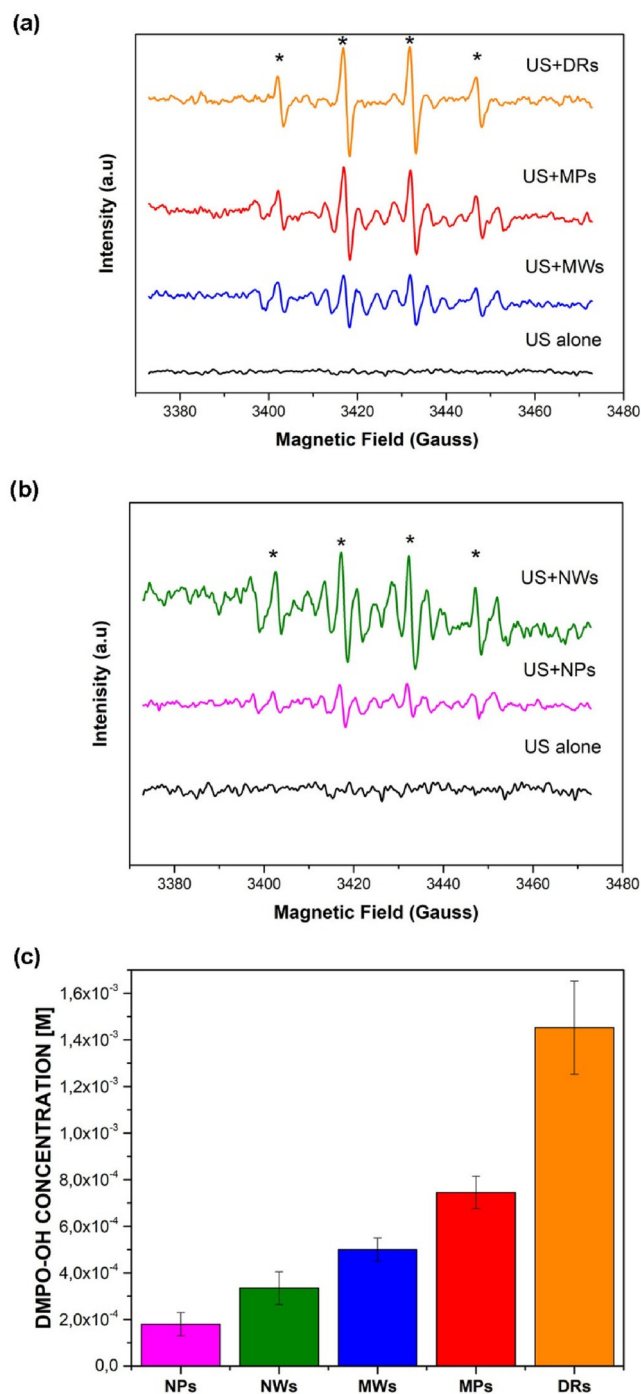 (a)
* * * *
US+DRs
US+MPs
US+MWs
US alone
Intensity (a.u)
3380 3400 3420 3440 3460 3480
Magnetic Field (Gauss)
(b)
* * * *
US+NWs
US+NPs
US alone
Intenisity (a.u)
3380 3400 3420 3440 3460 3480
Magnetic Field (Gauss)
(c)
DMPO-OH CONCENTRATION [M]
1,6x10⁻³
1,4x10⁻³
1,2x10⁻³
1,0x10⁻³
8,0x10⁻⁴
6,0x10⁻⁴
4,0x10⁻⁴
2,0x10⁻⁴
0,0
NPs NWs MWs MPs DRs